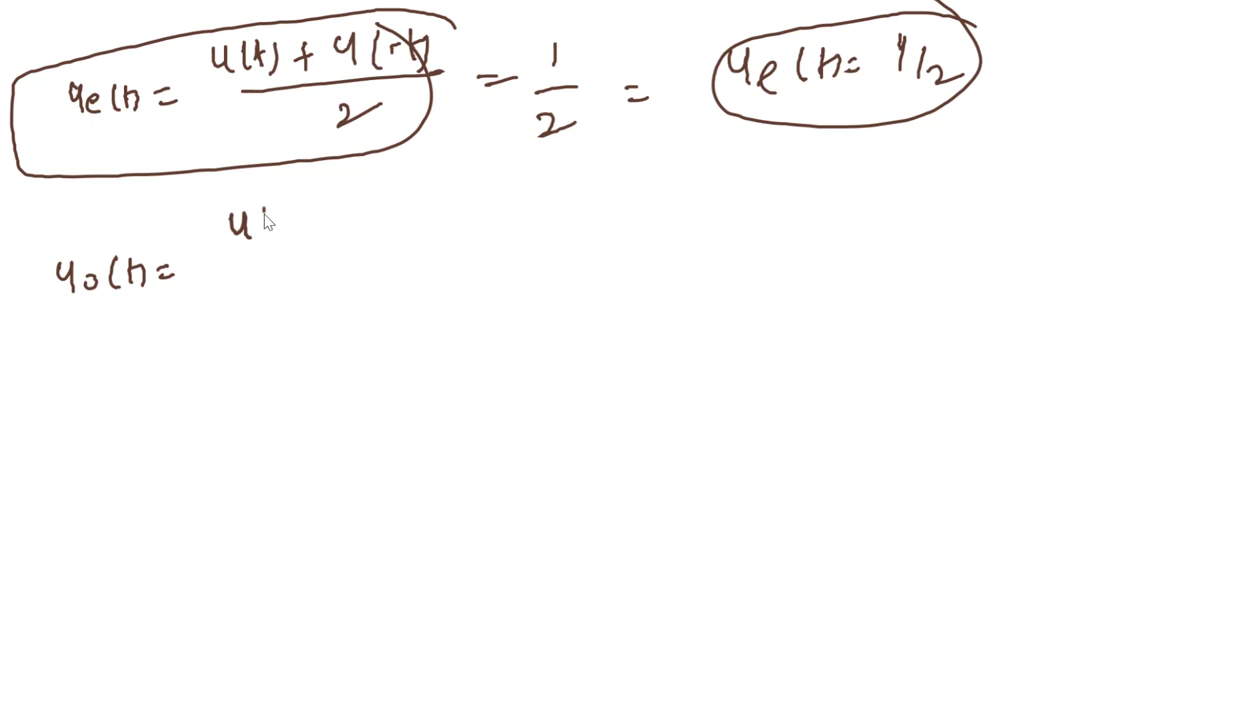 ue(t) = u(t) + u(-t) / 2 = 1/2 = ue(t) = 1/2
u
uo(t) =